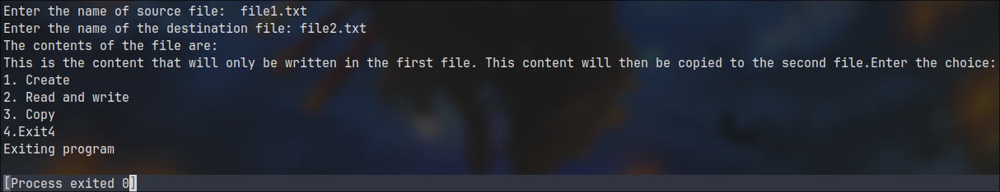 Enter the name of source file:  file1.txt
Enter the name of the destination file: file2.txt
The contents of the file are:
This is the content that will only be written in the first file. This content will then be copied to the second file.Enter the choice:
1. Create
2. Read and write
3. Copy
4.Exit4
Exiting program
[Process exited 0]